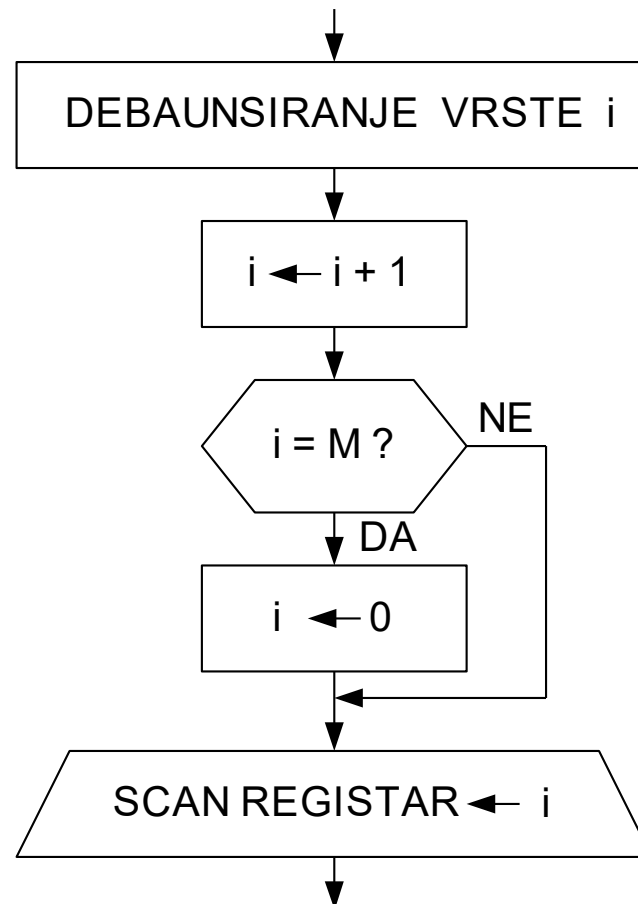 DEBAUNSIRANJE VRSTE i
i ← i + 1
i = M ?
NE
DA
i ← 0
SCAN REGISTAR ← i